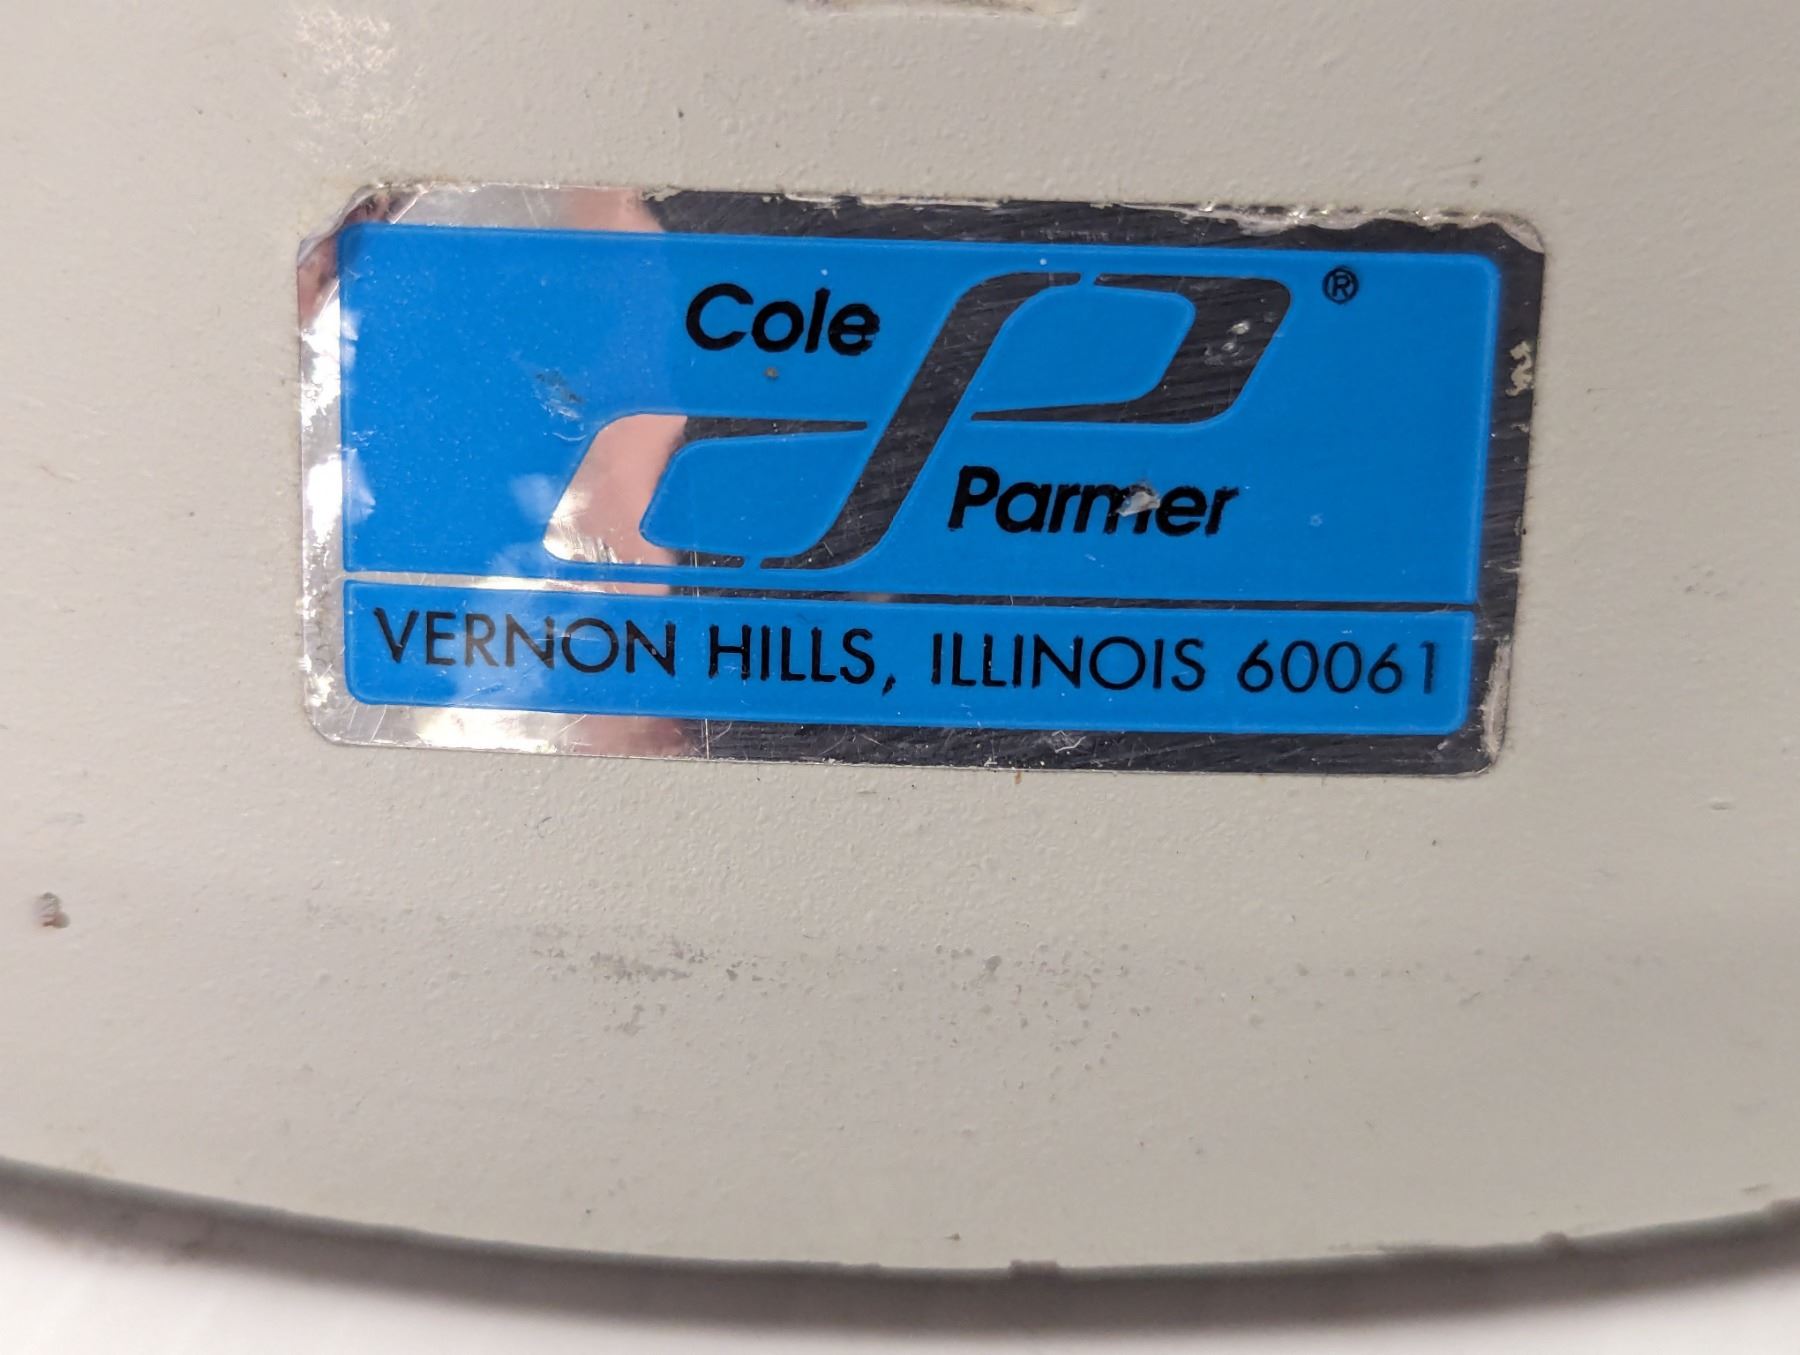 Cole
®
Parmer
VERNON HILLS, ILLINOIS 60061